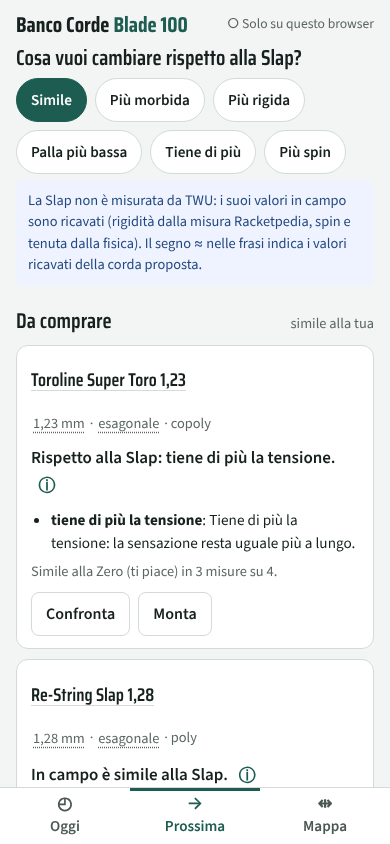 Banco Corde Blade 100
Solo su questo browser
Cosa vuoi cambiare rispetto alla Slap?
Simile
Più morbida
Più rigida
Palla più bassa
Tiene di più
Più spin
La Slap non è misurata da TWU: i suoi valori in campo
sono ricavati (rigidità dalla misura Racketpedia, spin e
tenuta dalla fisica). Il segno ≈ nelle frasi indica i valori
ricavati della corda proposta.
Da comprare
simile alla tua
Toroline Super Toro 1,23
1,23 mm · esagonale · copoly
Rispetto alla Slap: tiene di più la tensione.
ⓘ
• tiene di più la tensione: Tiene di più la
tensione: la sensazione resta uguale più a lungo.
Simile alla Zero (ti piace) in 3 misure su 4.
Confronta
Monta
Re-String Slap 1,28
1,28 mm · esagonale · poly
In campo è simile alla Slap. ⓘ
Oggi
Prossima
Mappa